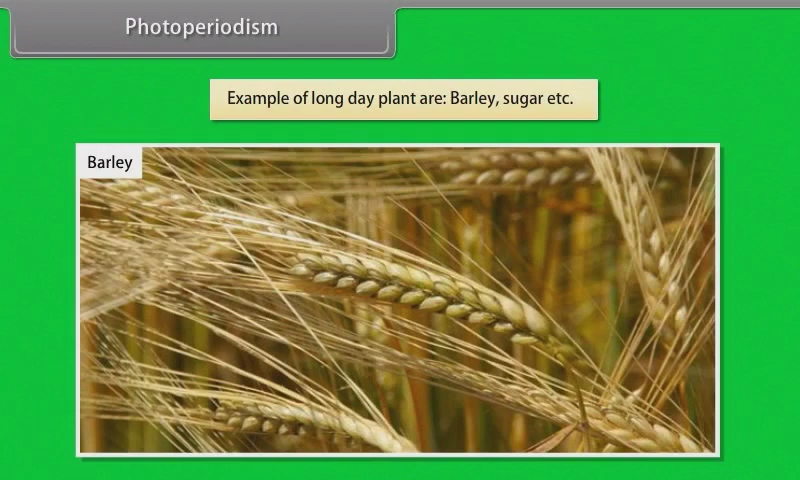 Photoperiodism
Example of long day plant are: Barley, sugar etc.
Barley